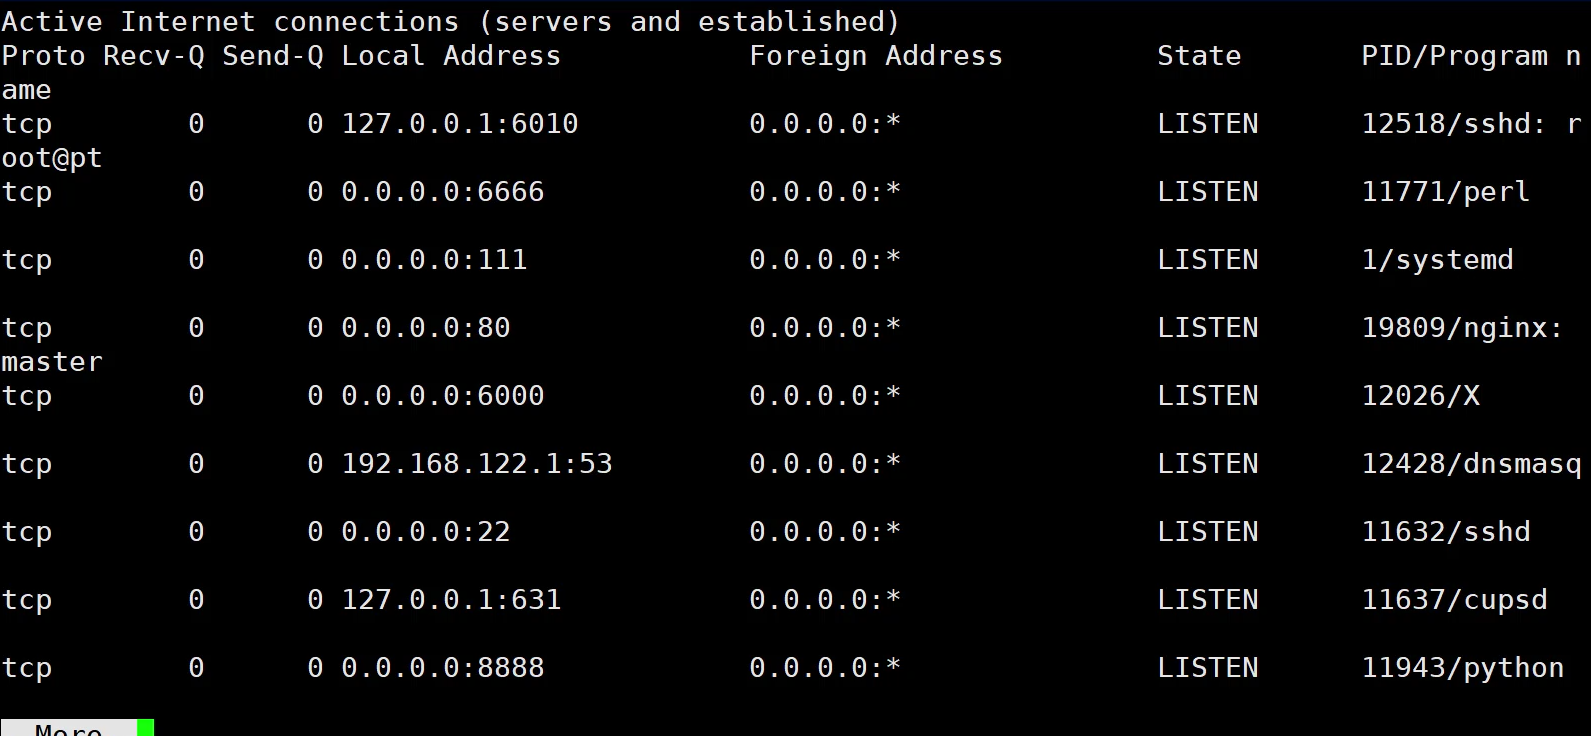 Active Internet connections (servers and established)
Proto Recv-Q Send-Q Local Address           Foreign Address         State       PID/Program n
ame
tcp        0      0 127.0.0.1:6010          0.0.0.0:*               LISTEN      12518/sshd: r
oot@pt
tcp        0      0 0.0.0.0:6666            0.0.0.0:*               LISTEN      11771/perl
tcp        0      0 0.0.0.0:111             0.0.0.0:*               LISTEN      1/systemd
tcp        0      0 0.0.0.0:80              0.0.0.0:*               LISTEN      19809/nginx:
master
tcp        0      0 0.0.0.0:6000            0.0.0.0:*               LISTEN      12026/X
tcp        0      0 192.168.122.1:53        0.0.0.0:*               LISTEN      12428/dnsmasq
tcp        0      0 0.0.0.0:22              0.0.0.0:*               LISTEN      11632/sshd
tcp        0      0 127.0.0.1:631           0.0.0.0:*               LISTEN      11637/cupsd
tcp        0      0 0.0.0.0:8888            0.0.0.0:*               LISTEN      11943/python
More